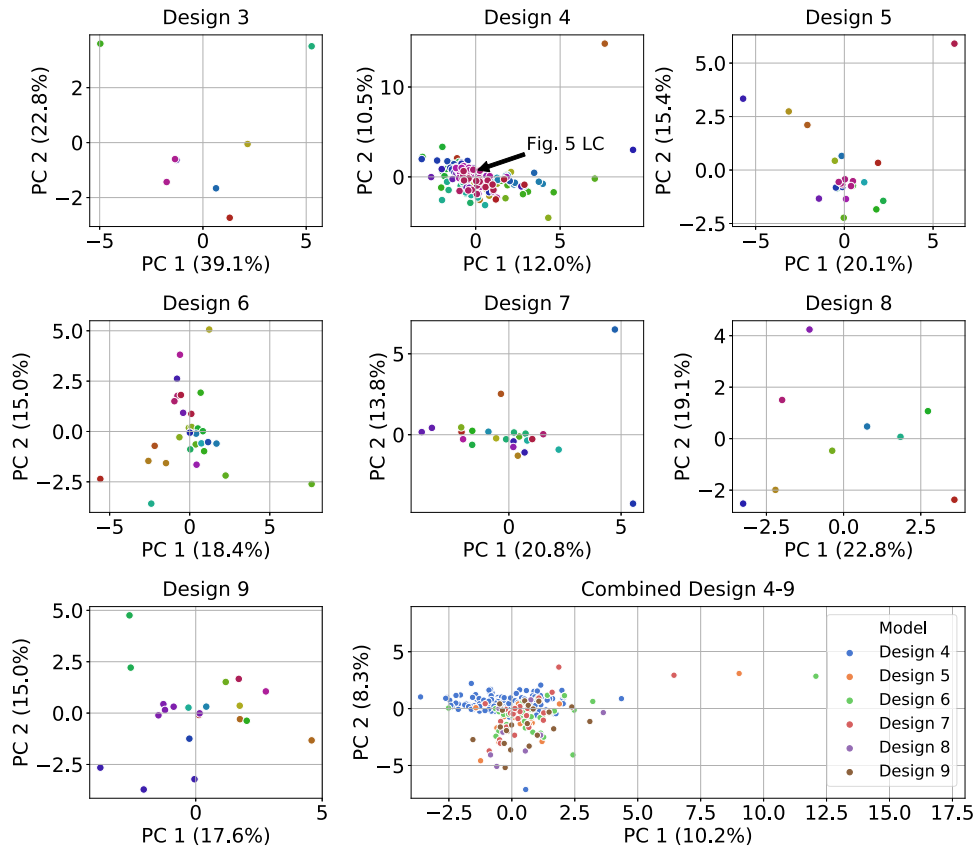 Design 3
Design 4
Design 5
PC 2 (22.8%)
2
0
−2
−5
0
5
PC 1 (39.1%)
PC 2 (10.5%)
10
0
Fig. 5 LC
−5
0
5
PC 1 (12.0%)
PC 2 (15.4%)
5.0
2.5
0.0
−2.5
−5
0
5
PC 1 (20.1%)
Design 6
Design 7
Design 8
PC 2 (15.0%)
5.0
2.5
0.0
−2.5
−5
0
5
PC 1 (18.4%)
PC 2 (13.8%)
5
0
0
5
PC 1 (20.8%)
PC 2 (19.1%)
4
2
0
−2
−2.5
0.0
2.5
PC 1 (22.8%)
Design 9
Combined Design 4-9
PC 2 (15.0%)
5.0
2.5
0.0
−2.5
0
5
PC 1 (17.6%)
PC 2 (8.3%)
5
0
−5
−2.5
0.0
2.5
5.0
7.5
10.0
12.5
15.0
17.5
PC 1 (10.2%)
Model
Design 4
Design 5
Design 6
Design 7
Design 8
Design 9